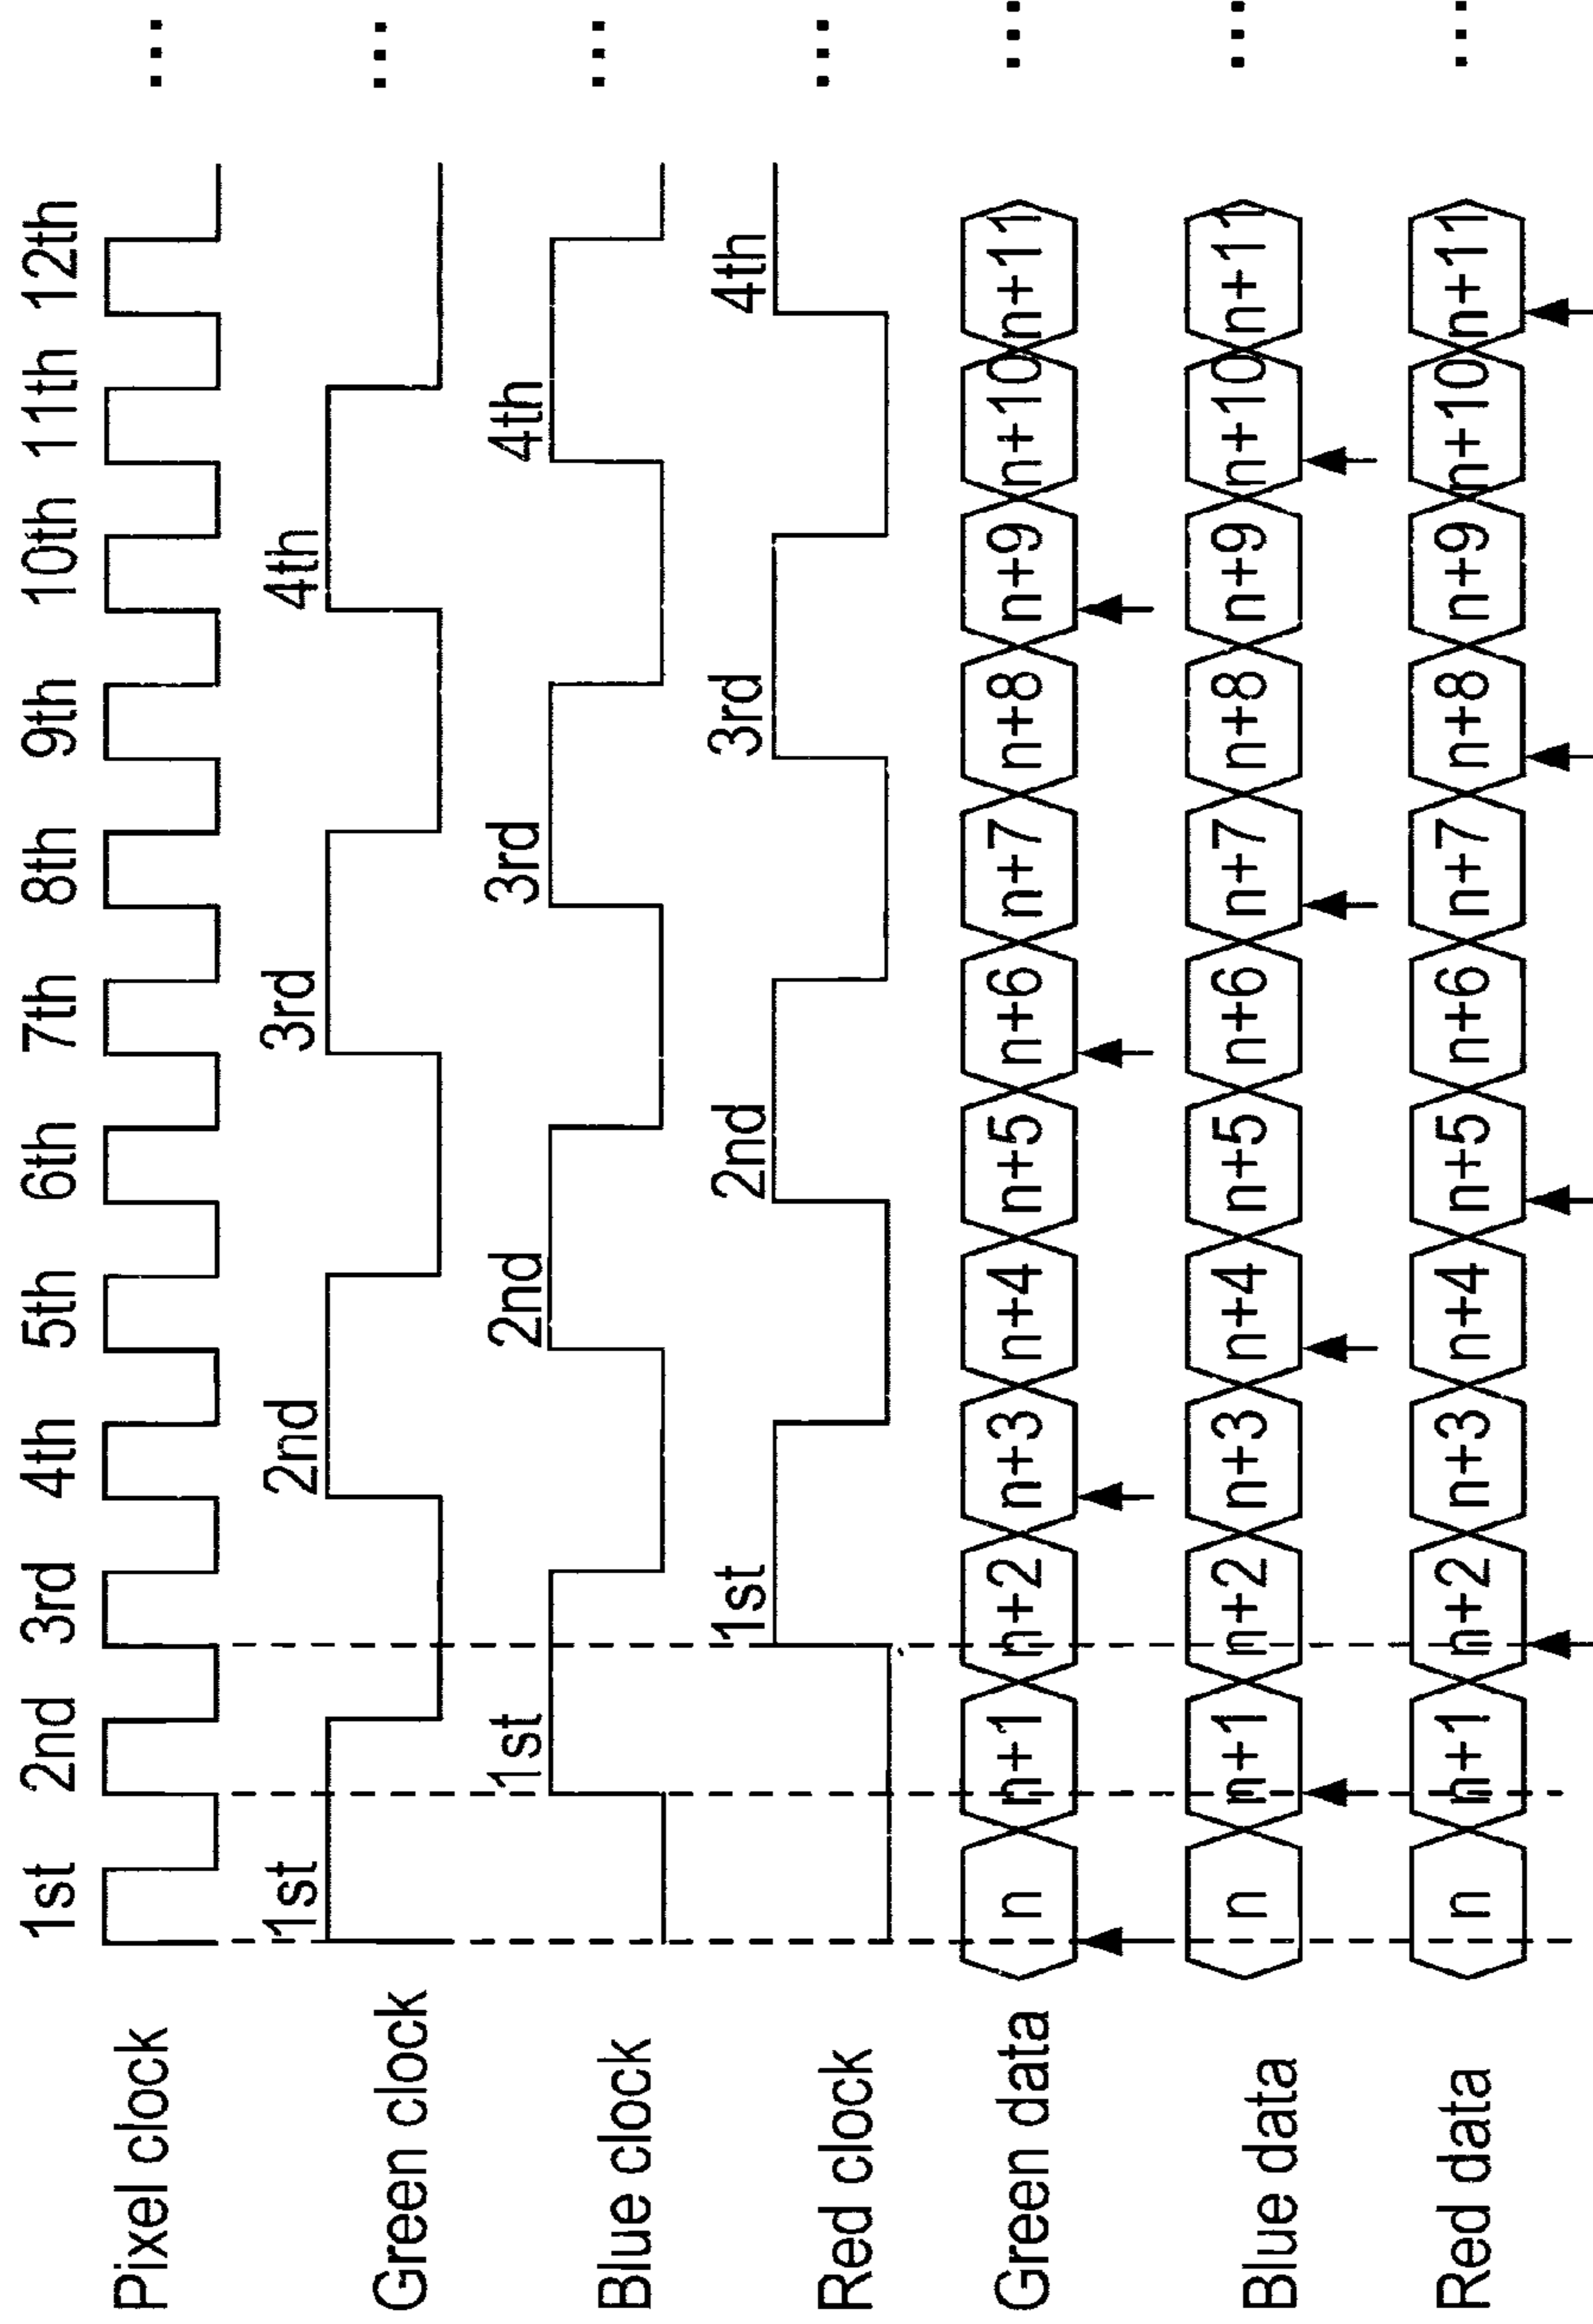 Pixel clock 1st 2nd 3rd 4th 5th 6th 7th 8th 9th 10th 11th 12th ...
Green clock 1st 2nd 3rd 4th ...
Blue clock 1st 2nd 3rd 4th ...
Red clock 1st 2nd 3rd 4th ...
Green data n n+1 n+2 n+3 n+4 n+5 n+6 n+7 n+8 n+9 n+10 n+11 ...
Blue data n n+1 n+2 n+3 n+4 n+5 n+6 n+7 n+8 n+9 n+10 n+11 ...
Red data n n+1 n+2 n+3 n+4 n+5 n+6 n+7 n+8 n+9 n+10 n+11 ...